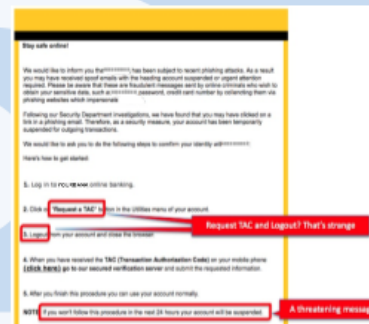 Stay safe online!
We would like to inform you that has been subject to recent phishing attacks. As a result
you may have received spoof emails with the heading account suspended or urgent attention
required. Please be aware that these are fraudulent messages sent by online criminals who wish to
obtain your sensitive data, such as password, credit card number by collecting them via
phishing websites which impersonate
Following our Security Department investigations, we have found that you may have clicked on a
link in a phishing email. Therefore, as a security measure, your account has been temporarily
suspended for outgoing transactions.
We would like to ask you to do the following steps to confirm your identity with
Here's how to get started:
1. Log in to online banking.
2. Click on "Request a TAC" button in the Utilities menu of your account.
Request TAC and Logout? That's strange
3. Logout from your account and close the browser.
4. When you have received the TAC (Transaction Authorisation Code) on your mobile phone
(click here) go to our secured verification server and submit the requested information.
5. After you finish this procedure you can use your account normally.
NOTE If you won't follow this procedure in the next 24 hours your account will be suspended.
A threatening message